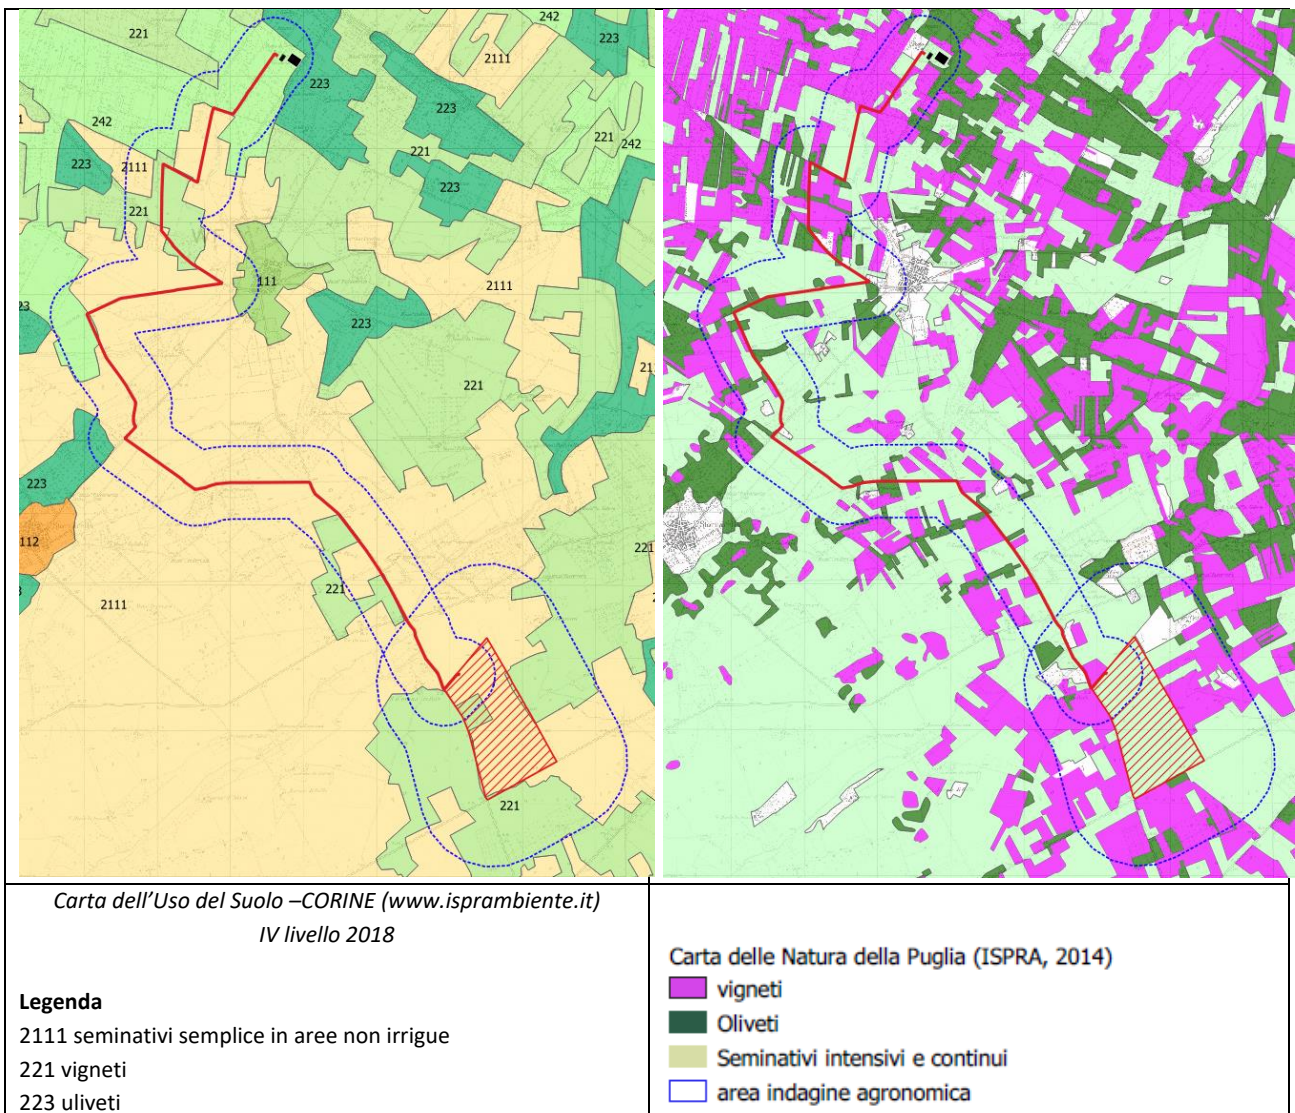 221
242
223
2111
223
223
242
221
221
242
223
2111
223
221
111
2111
223
23
221
21
223
112
221
2111
221
221
Carta dell’Uso del Suolo –CORINE (www.isprambiente.it)
IV livello 2018
Legenda
2111 seminativi semplice in aree non irrigue
221 vigneti
223 uliveti
Carta delle Natura della Puglia (ISPRA, 2014)
vigneti
Oliveti
Seminativi intensivi e continui
area indagine agronomica